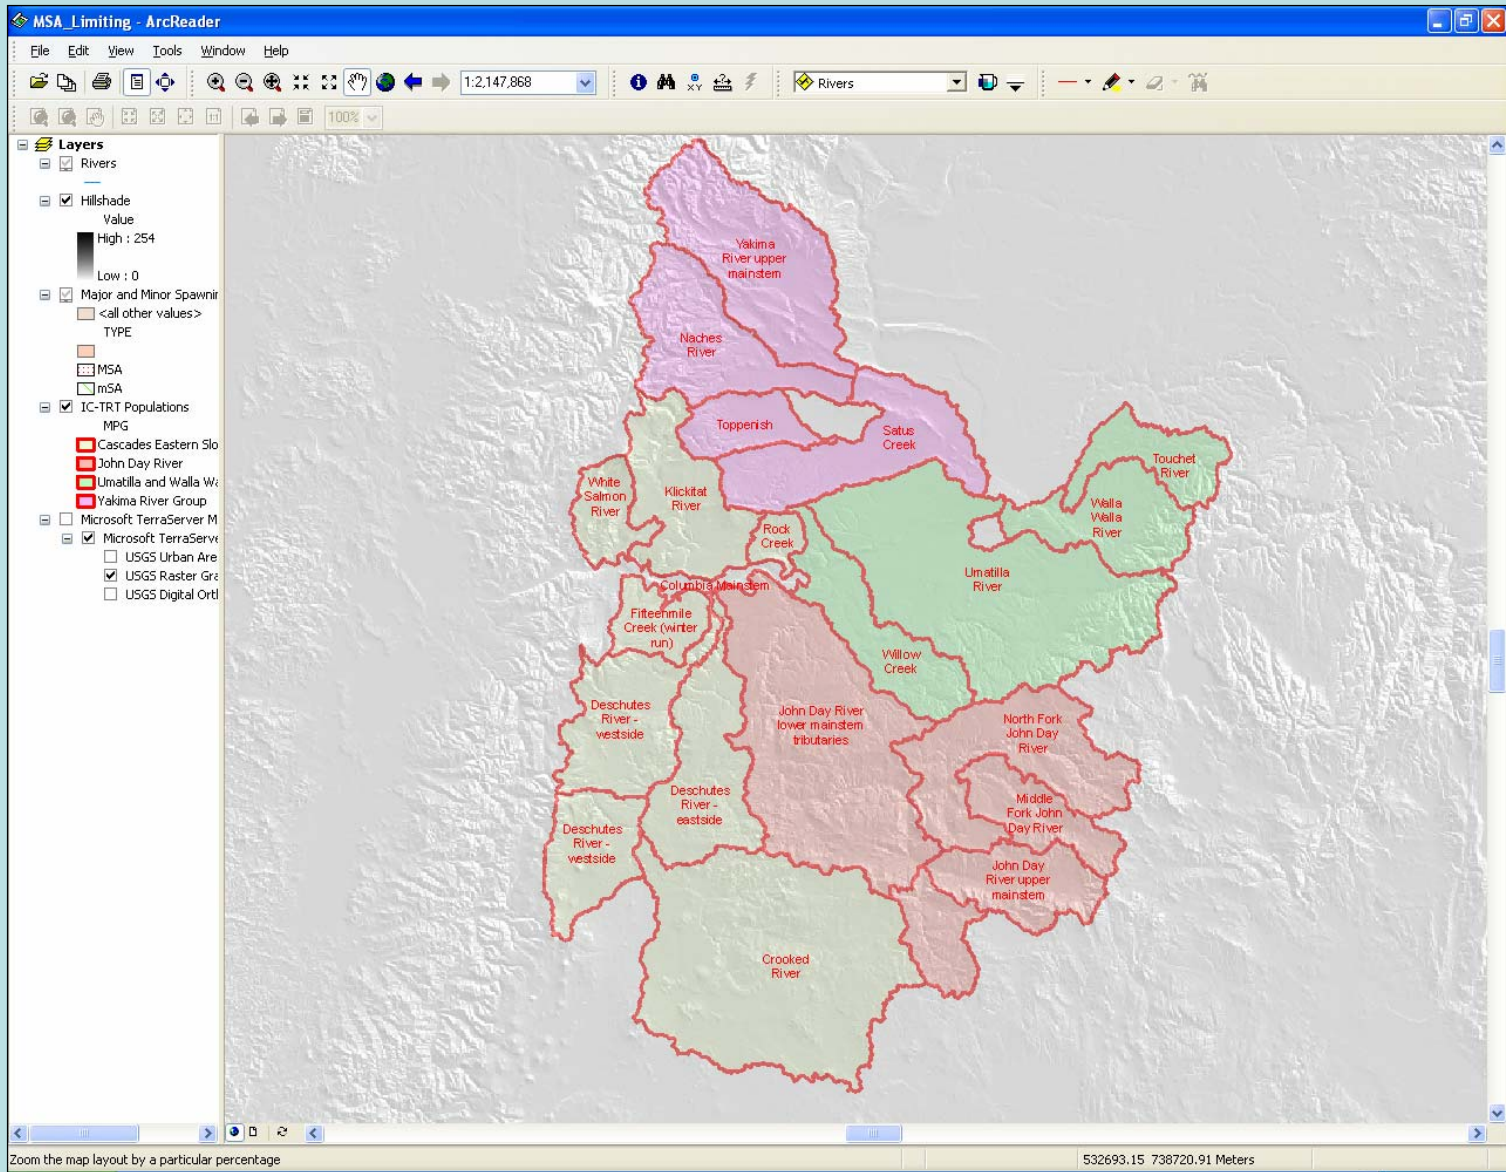 MSA_Limiting - ArcReader
File Edit View Tools Window Help
1:2,147,868
XY
Rivers
1:1
100%
Layers
Rivers
Hillshade
Value
High : 254
Low : 0
Major and Minor Spawnin
<all other values>
TYPE
MSA
mSA
IC-TRT Populations
MPG
Cascades Eastern Slo
John Day River
Umatilla and Walla Wa
Yakima River Group
Microsoft TerraServer M
Microsoft TerraServe
USGS Urban Are
USGS Raster Gra
USGS Digital Orth
Yakima
River upper
mainstem
Naches
River
Toppenish
Satus
Creek
Touchet
River
White
Salmon
River
Klickitat
River
Walla
Walla
River
Rock
Creek
Umatilla
River
Columbia Mainstem
Fifteenmile
Creek (winter
run)
Willow
Creek
Deschutes
River -
westside
John Day River
lower mainstem
tributaries
North Fork
John Day
River
Deschutes
River -
eastside
Middle
Fork John
Day River
Deschutes
River -
westside
John Day
River upper
mainstem
Crooked
River
Zoom the map layout by a particular percentage
532693.15 738720.91 Meters